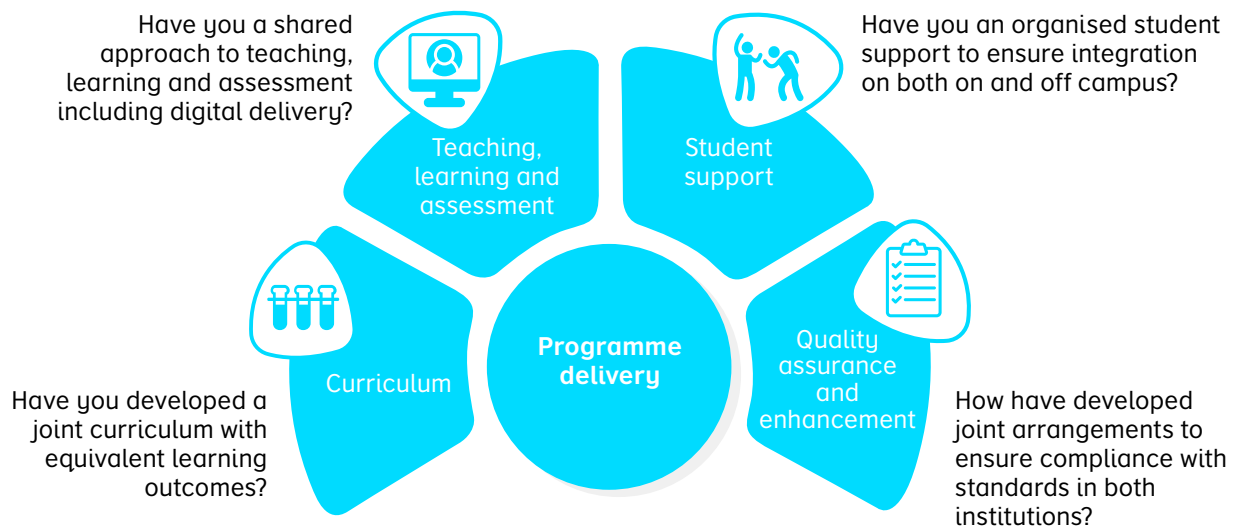 Have you a shared
approach to teaching,
learning and assessment
including digital delivery?
Have you an organised student
support to ensure integration
on both on and off campus?
Teaching,
learning and
assessment
Student
support
Curriculum
Programme
delivery
Quality
assurance
and
enhancement
Have you developed a
joint curriculum with
equivalent learning
outcomes?
How have developed
joint arrangements to
ensure compliance with
standards in both
institutions?